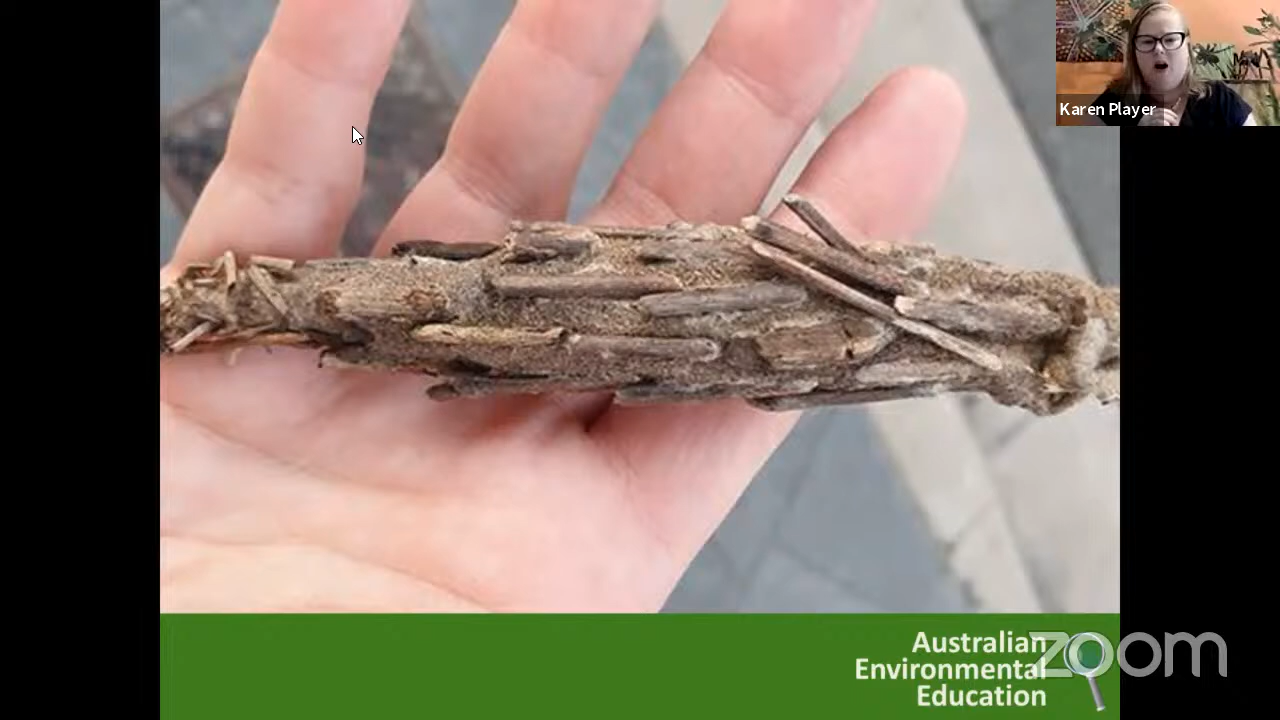 Karen Player
Australian
Environmental
Education
zoom